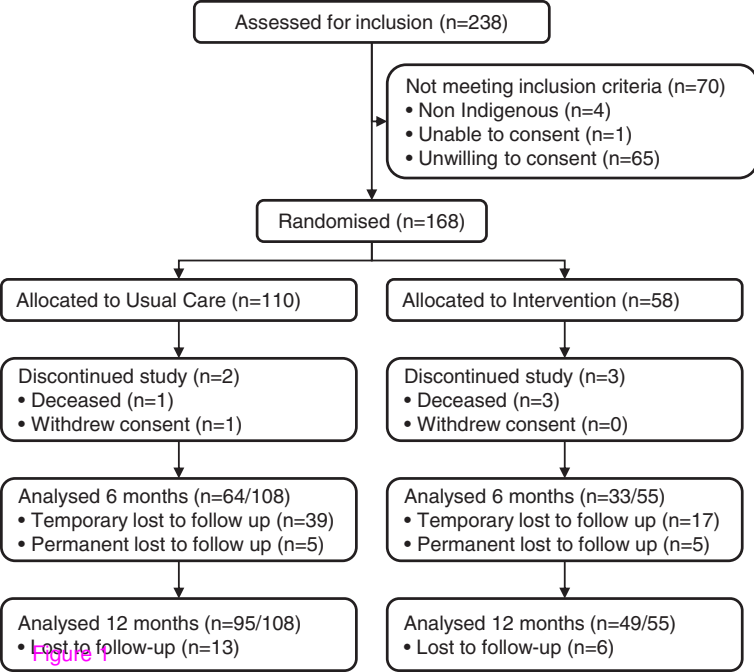 Assessed for inclusion (n=238)
Not meeting inclusion criteria (n=70)
• Non Indigenous (n=4)
• Unable to consent (n=1)
• Unwilling to consent (n=65)
Randomised (n=168)
Allocated to Usual Care (n=110)
Allocated to Intervention (n=58)
Discontinued study (n=2)
• Deceased (n=1)
• Withdrew consent (n=1)
Discontinued study (n=3)
• Deceased (n=3)
• Withdrew consent (n=0)
Analysed 6 months (n=64/108)
• Temporary lost to follow up (n=39)
• Permanent lost to follow up (n=5)
Analysed 6 months (n=33/55)
• Temporary lost to follow up (n=17)
• Permanent lost to follow up (n=5)
Analysed 12 months (n=95/108)
• Lost to follow-up (n=13)
Analysed 12 months (n=49/55)
• Lost to follow-up (n=6)
Figure 1